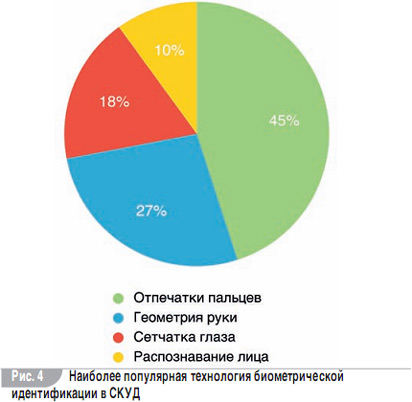 10%
45%
18%
27%
Отпечатки пальцев
Геометрия руки
Сетчатка глаза
Распознавание лица
Рис. 4 Наиболее популярная технология биометрической
идентификации в СКУД